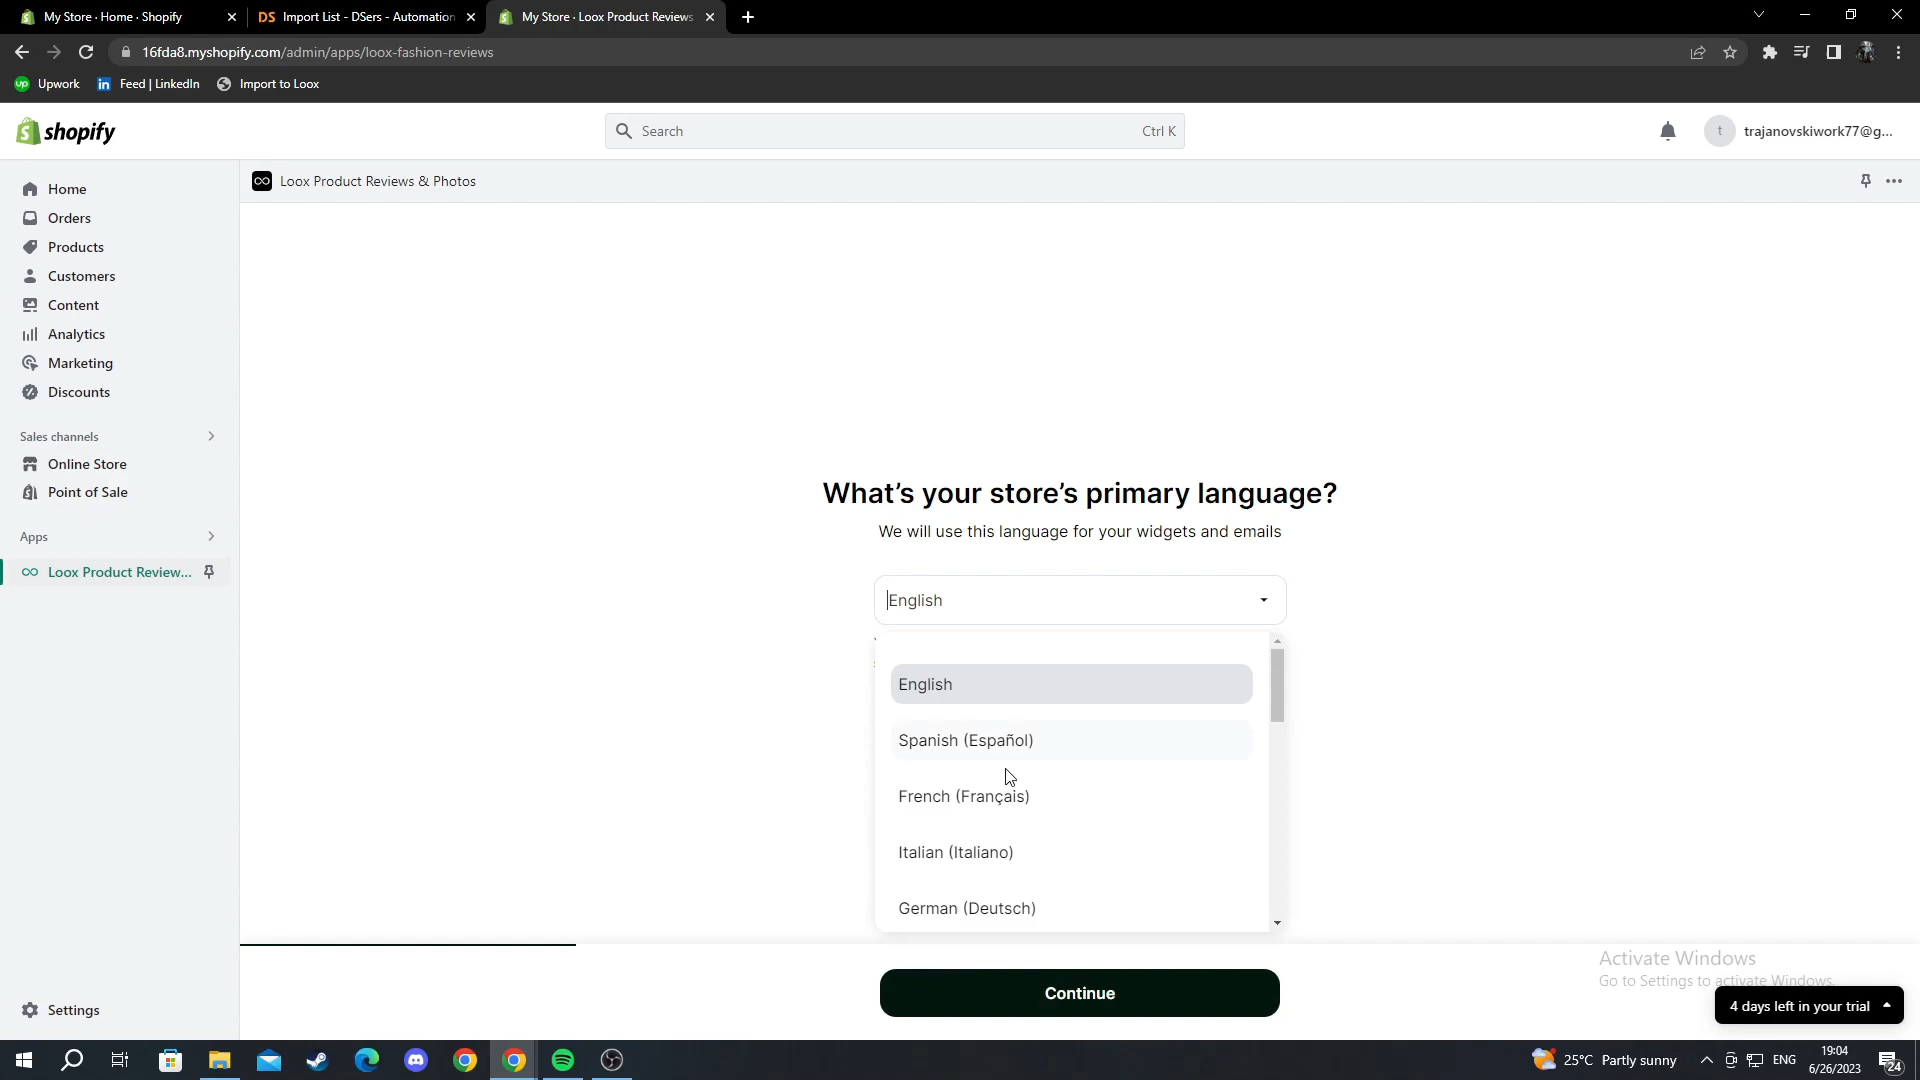 My Store · Home · Shopify
DS Import List - DSers - Automation
My Store · Loox Product Reviews
16fda8.myshopify.com/admin/apps/loox-fashion-reviews
up Upwork
in Feed | LinkedIn
Import to Loox
shopify
Search
Ctrl K
t
trajanovskiwork77@g...
Home
Loox Product Reviews & Photos
Orders
Products
Customers
Content
Analytics
Marketing
Discounts
Sales channels
Online Store
Point of Sale
Apps
Loox Product Review...
What's your store's primary language?
We will use this language for your widgets and emails
English
English
Spanish (Español)
French (Français)
Italian (Italiano)
German (Deutsch)
Continue
Activate Windows
Go to Settings to activate Windows.
4 days left in your trial
Settings
25°C Partly sunny
ENG
19:04
6/26/2023
24